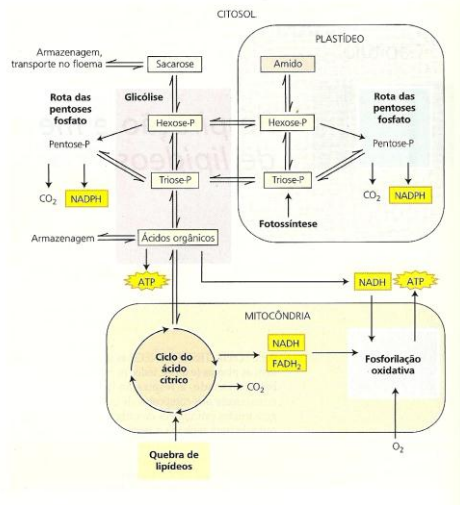 CITOSOL
PLASTÍDEO
Armazenagem,
transporte no floema
Sacarose
Amido
Rota das
pentoses
fosfato
Glicólise
Hexose-P
Hexose-P
Rota das
pentoses
fosfato
Pentose-P
Pentose-P
Triose-P
Triose-P
CO2
NADPH
CO2
NADPH
Fotossíntese
Armazenagem
Ácidos orgânicos
ATP
NADH
ATP
MITOCÔNDRIA
Ciclo do
ácido
cítrico
NADH
FADH2
CO2
Fosforilação
oxidativa
O2
Quebra de
lipídeos